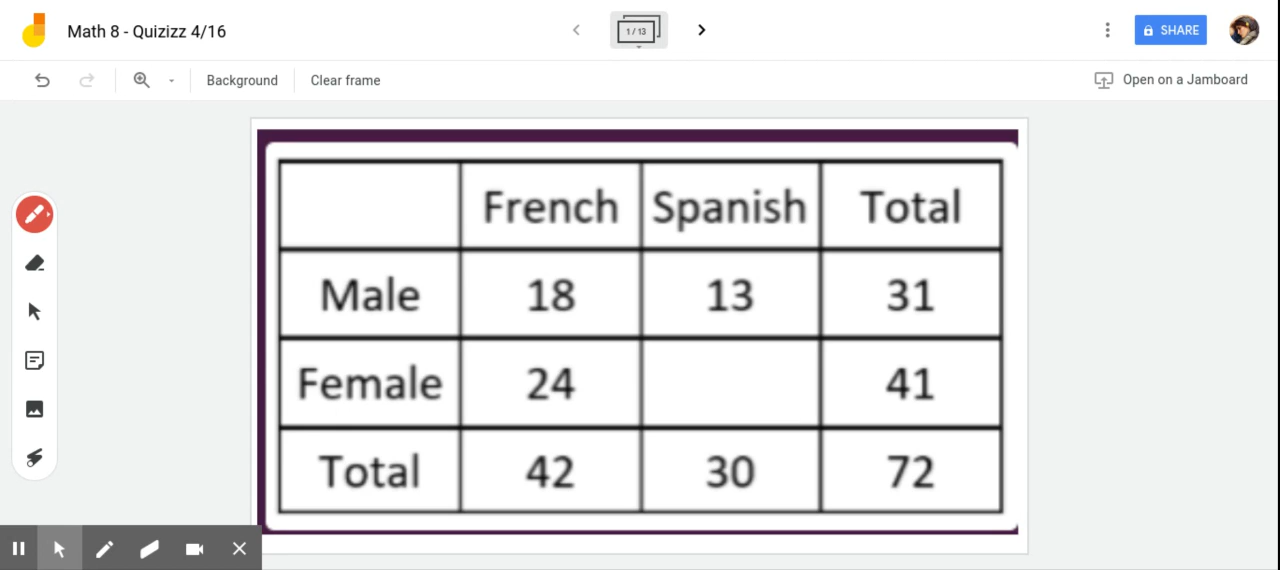 Math 8 - Quizizz 4/16
1 / 13
SHARE
Background
Clear frame
Open on a Jamboard
French Spanish Total
Male 18 13 31
Female 24 41
Total 42 30 72